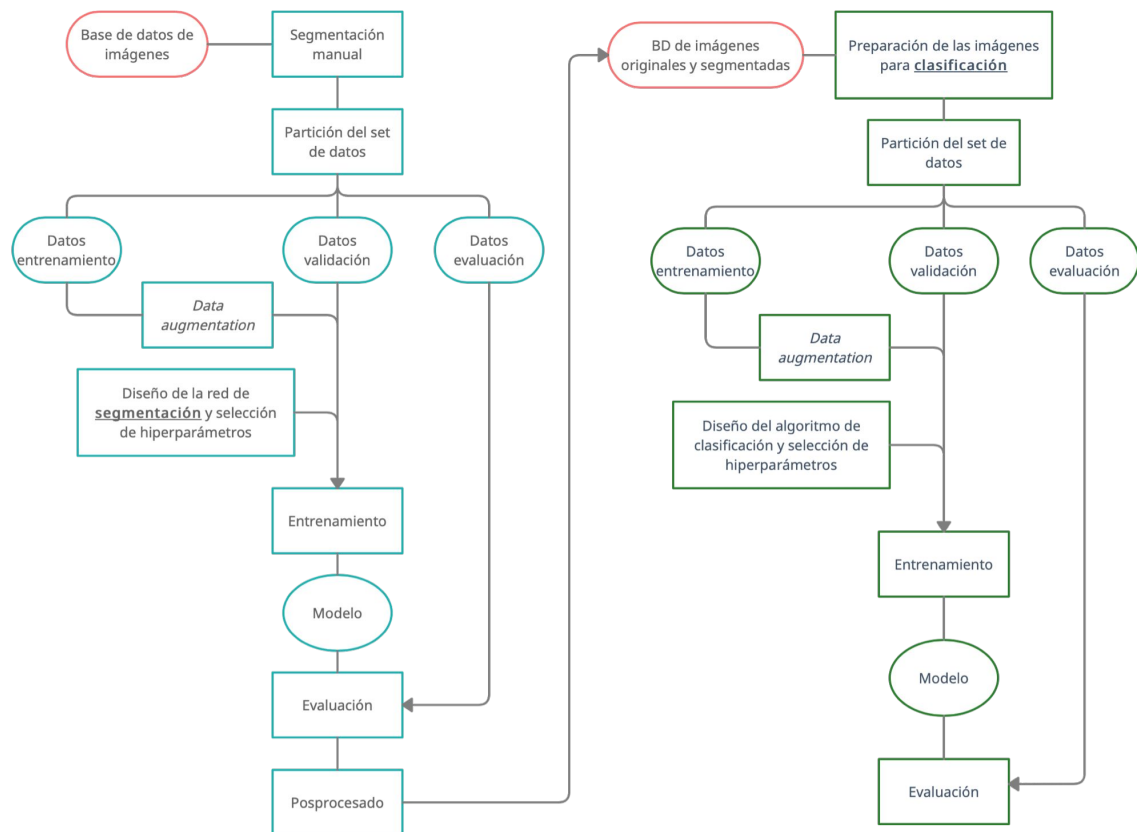 Base de datos de
imágenes
Segmentación
manual
Partición del set
de datos
Datos
entrenamiento
Datos
validación
Datos
evaluación
Data
augmentation
Diseño de la red de
segmentación y selección
de hiperparámetros
Entrenamiento
Modelo
Evaluación
Posprocesado
BD de imágenes
originales y segmentadas
Preparación de las imágenes
para clasificación
Partición del set de
datos
Datos
entrenamiento
Datos
validación
Datos
evaluación
Data
augmentation
Diseño del algoritmo de
clasificación y selección de
hiperparámetros
Entrenamiento
Modelo
Evaluación